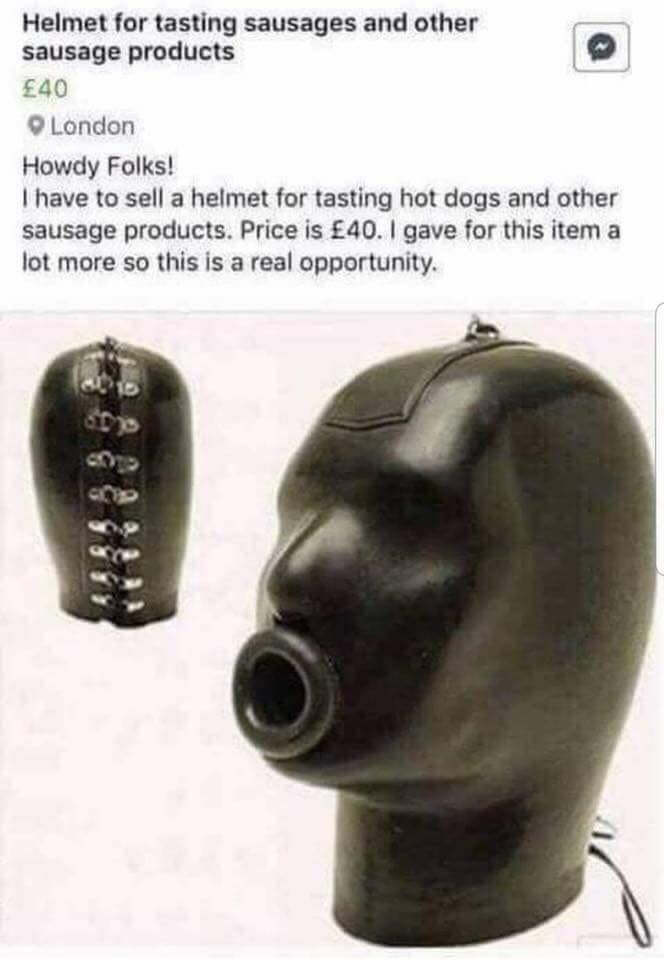 Helmet for tasting sausages and other
sausage products
£40
London
Howdy Folks!
I have to sell a helmet for tasting hot dogs and other
sausage products. Price is £40. I gave for this item a
lot more so this is a real opportunity.